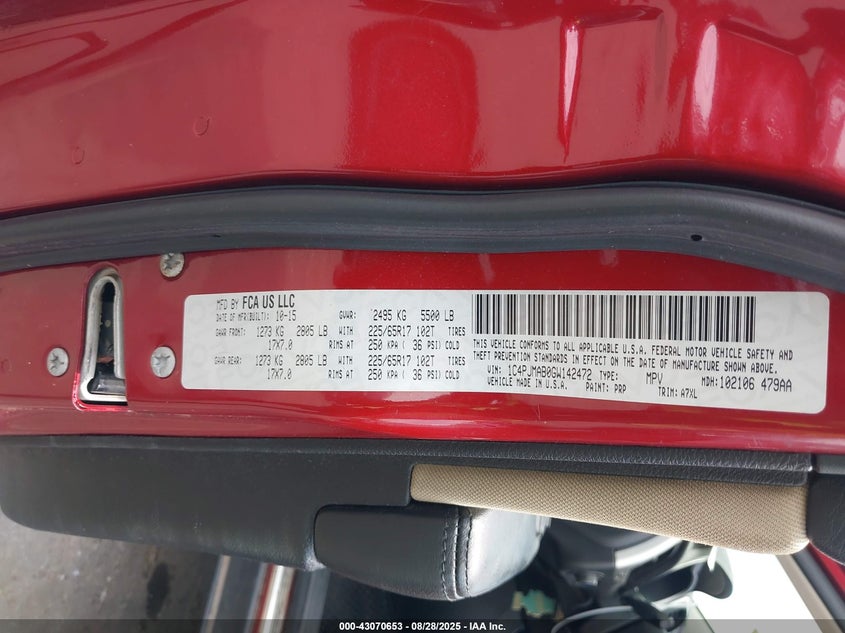 MFD BY FCA US LLC
DATE OF MFR(BUILT): 10-15 GVWR: 2495 KG 5500 LB
GAWR FRONT: 1273 KG 2805 LB WITH 225/65R17 102T TIRES
17X7.0 RIMS AT 250 KPA ( 36 PSI) COLD
GAWR REAR: 1273 KG 2805 LB WITH 225/65R17 102T TIRES
17X7.0 RIMS AT 250 KPA ( 36 PSI) COLD
THIS VEHICLE CONFORMS TO ALL APPLICABLE U.S.A. FEDERAL MOTOR VEHICLE SAFETY AND
THEFT PREVENTION STANDARDS IN EFFECT ON THE DATE OF MANUFACTURE SHOWN ABOVE.
VIN: 1C4PJMAB0GW142472 TYPE: MPV MDH: 102106 479AA
VEHICLE MADE IN U.S.A. PAINT: PRP TRIM: A7XL
000-43070653 - 08/28/2025 - IAA Inc.